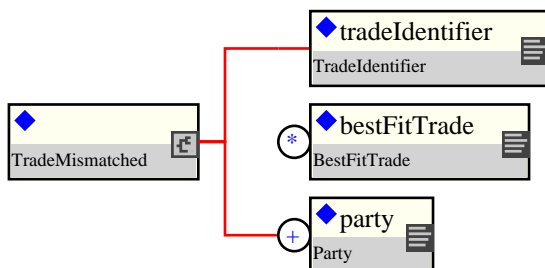 tradeIdentifier
TradeIdentifier
TradeMismatched
*
bestFitTrade
BestFitTrade
+
party
Party